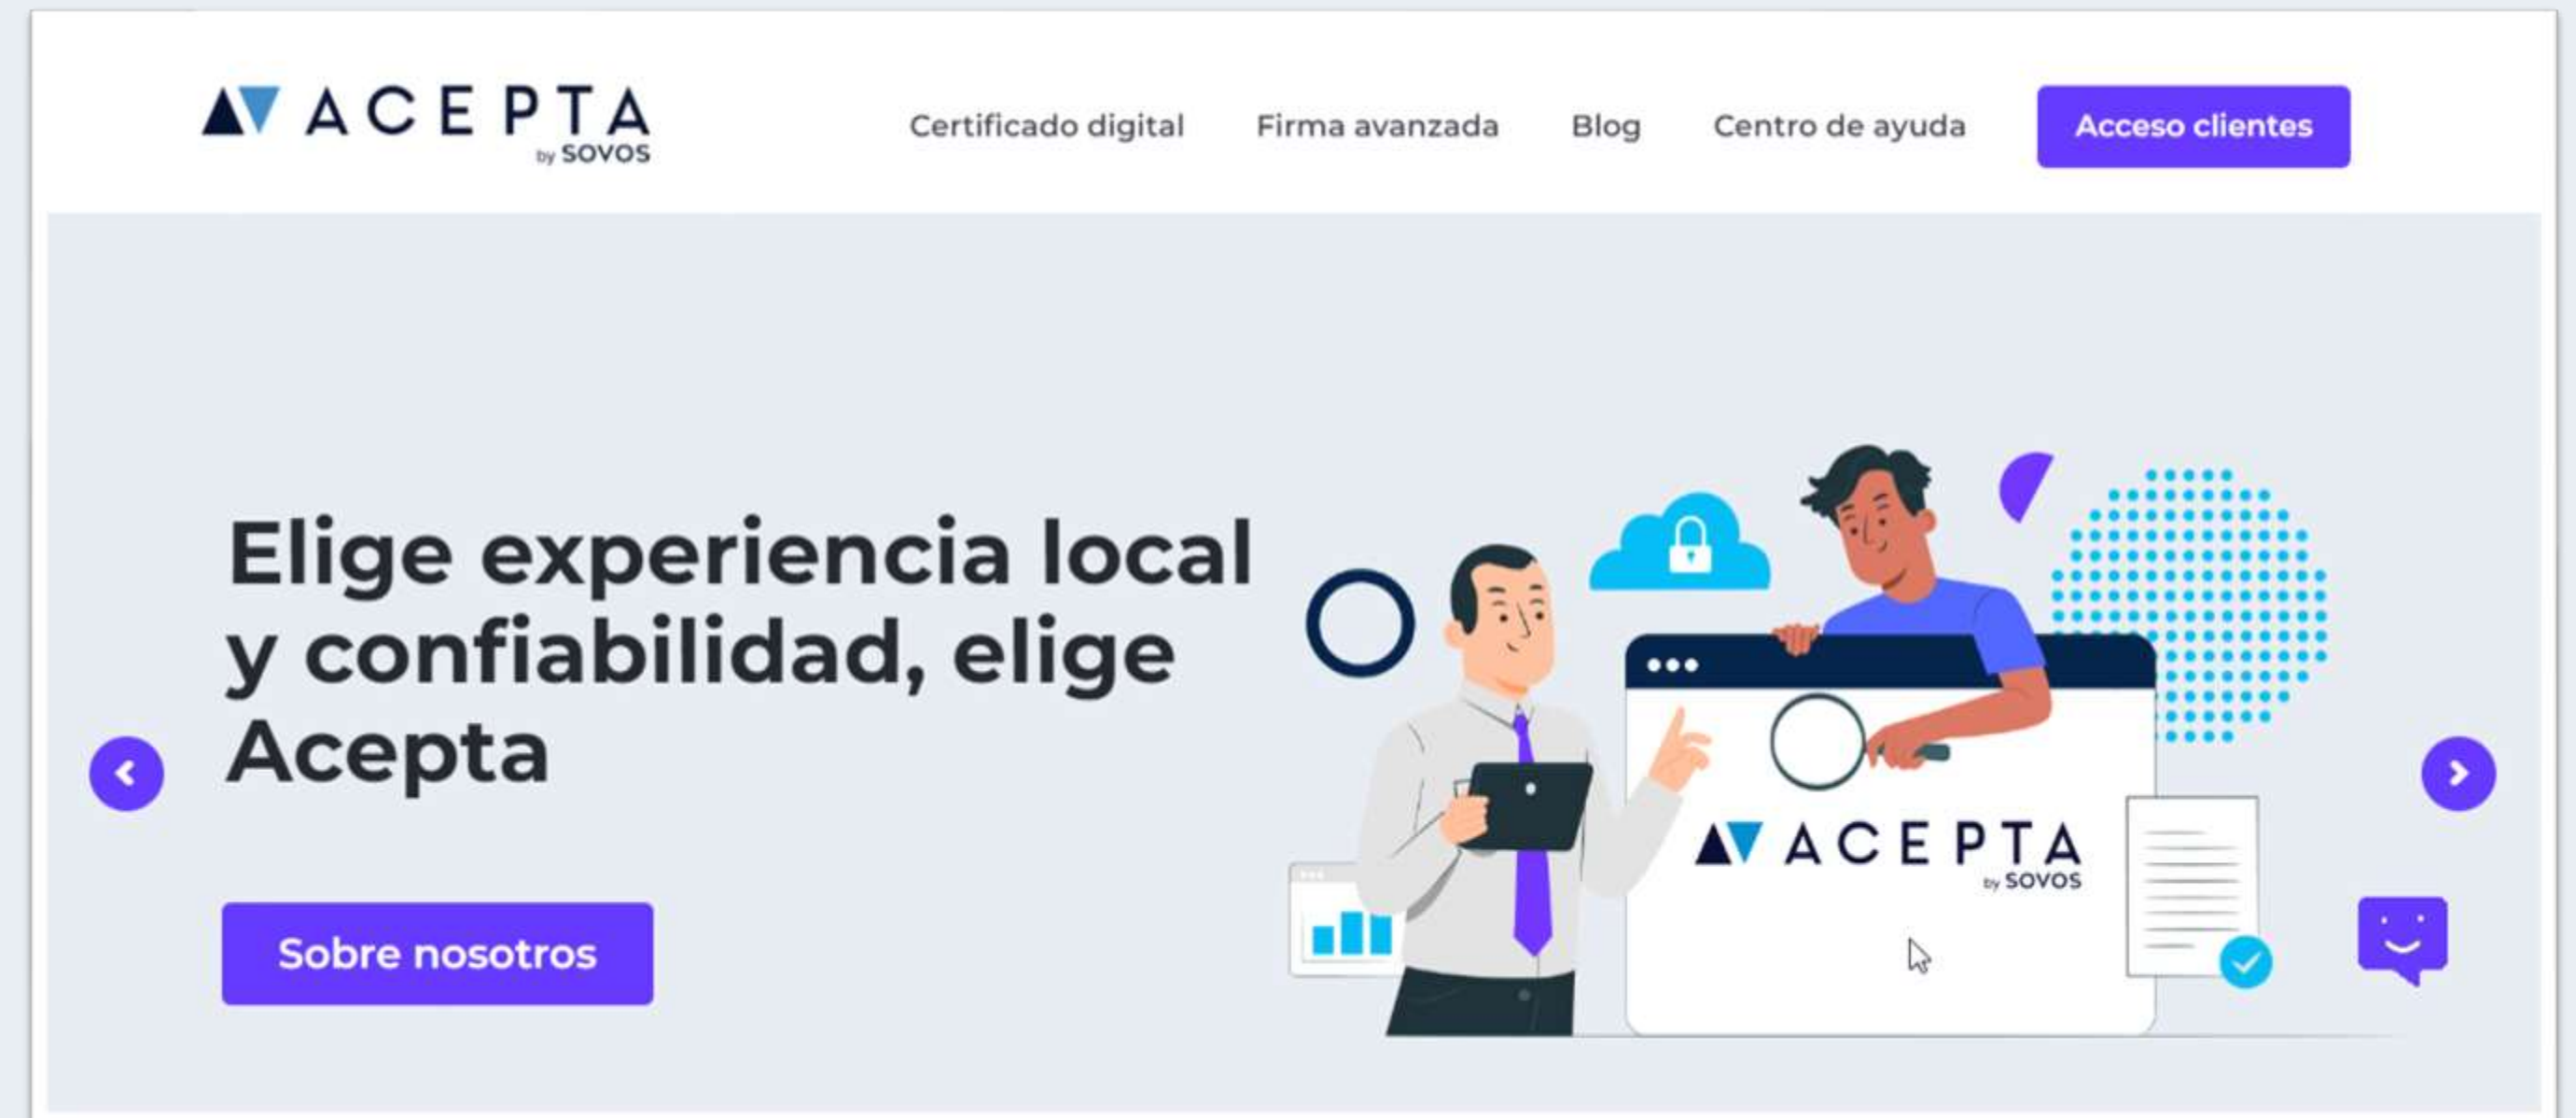 ACEPTA
by SOVOS
Certificado digital
Firma avanzada
Blog
Centro de ayuda
Acceso clientes
Elige experiencia local
y confiabilidad, elige
Acepta
Sobre nosotros
ACEPTA
by SOVOS